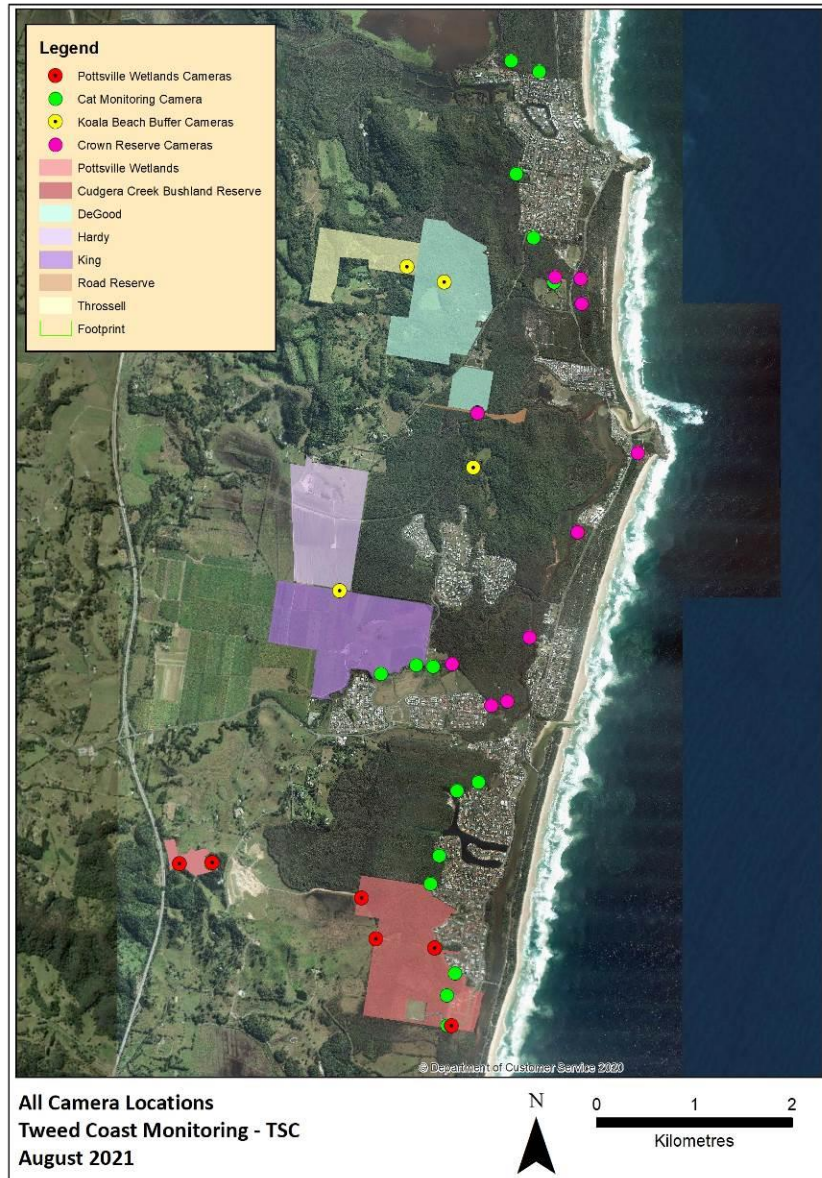 Legend
Pottsville Wetlands Cameras
Cat Monitoring Camera
Koala Beach Buffer Cameras
Crown Reserve Cameras
Pottsville Wetlands
Cudgera Creek Bushland Reserve
DeGood
Hardy
King
Road Reserve
Throssell
Footprint
© Department of Customer Service 2020
All Camera Locations
Tweed Coast Monitoring - TSC
August 2021
N
0 1 2
Kilometres